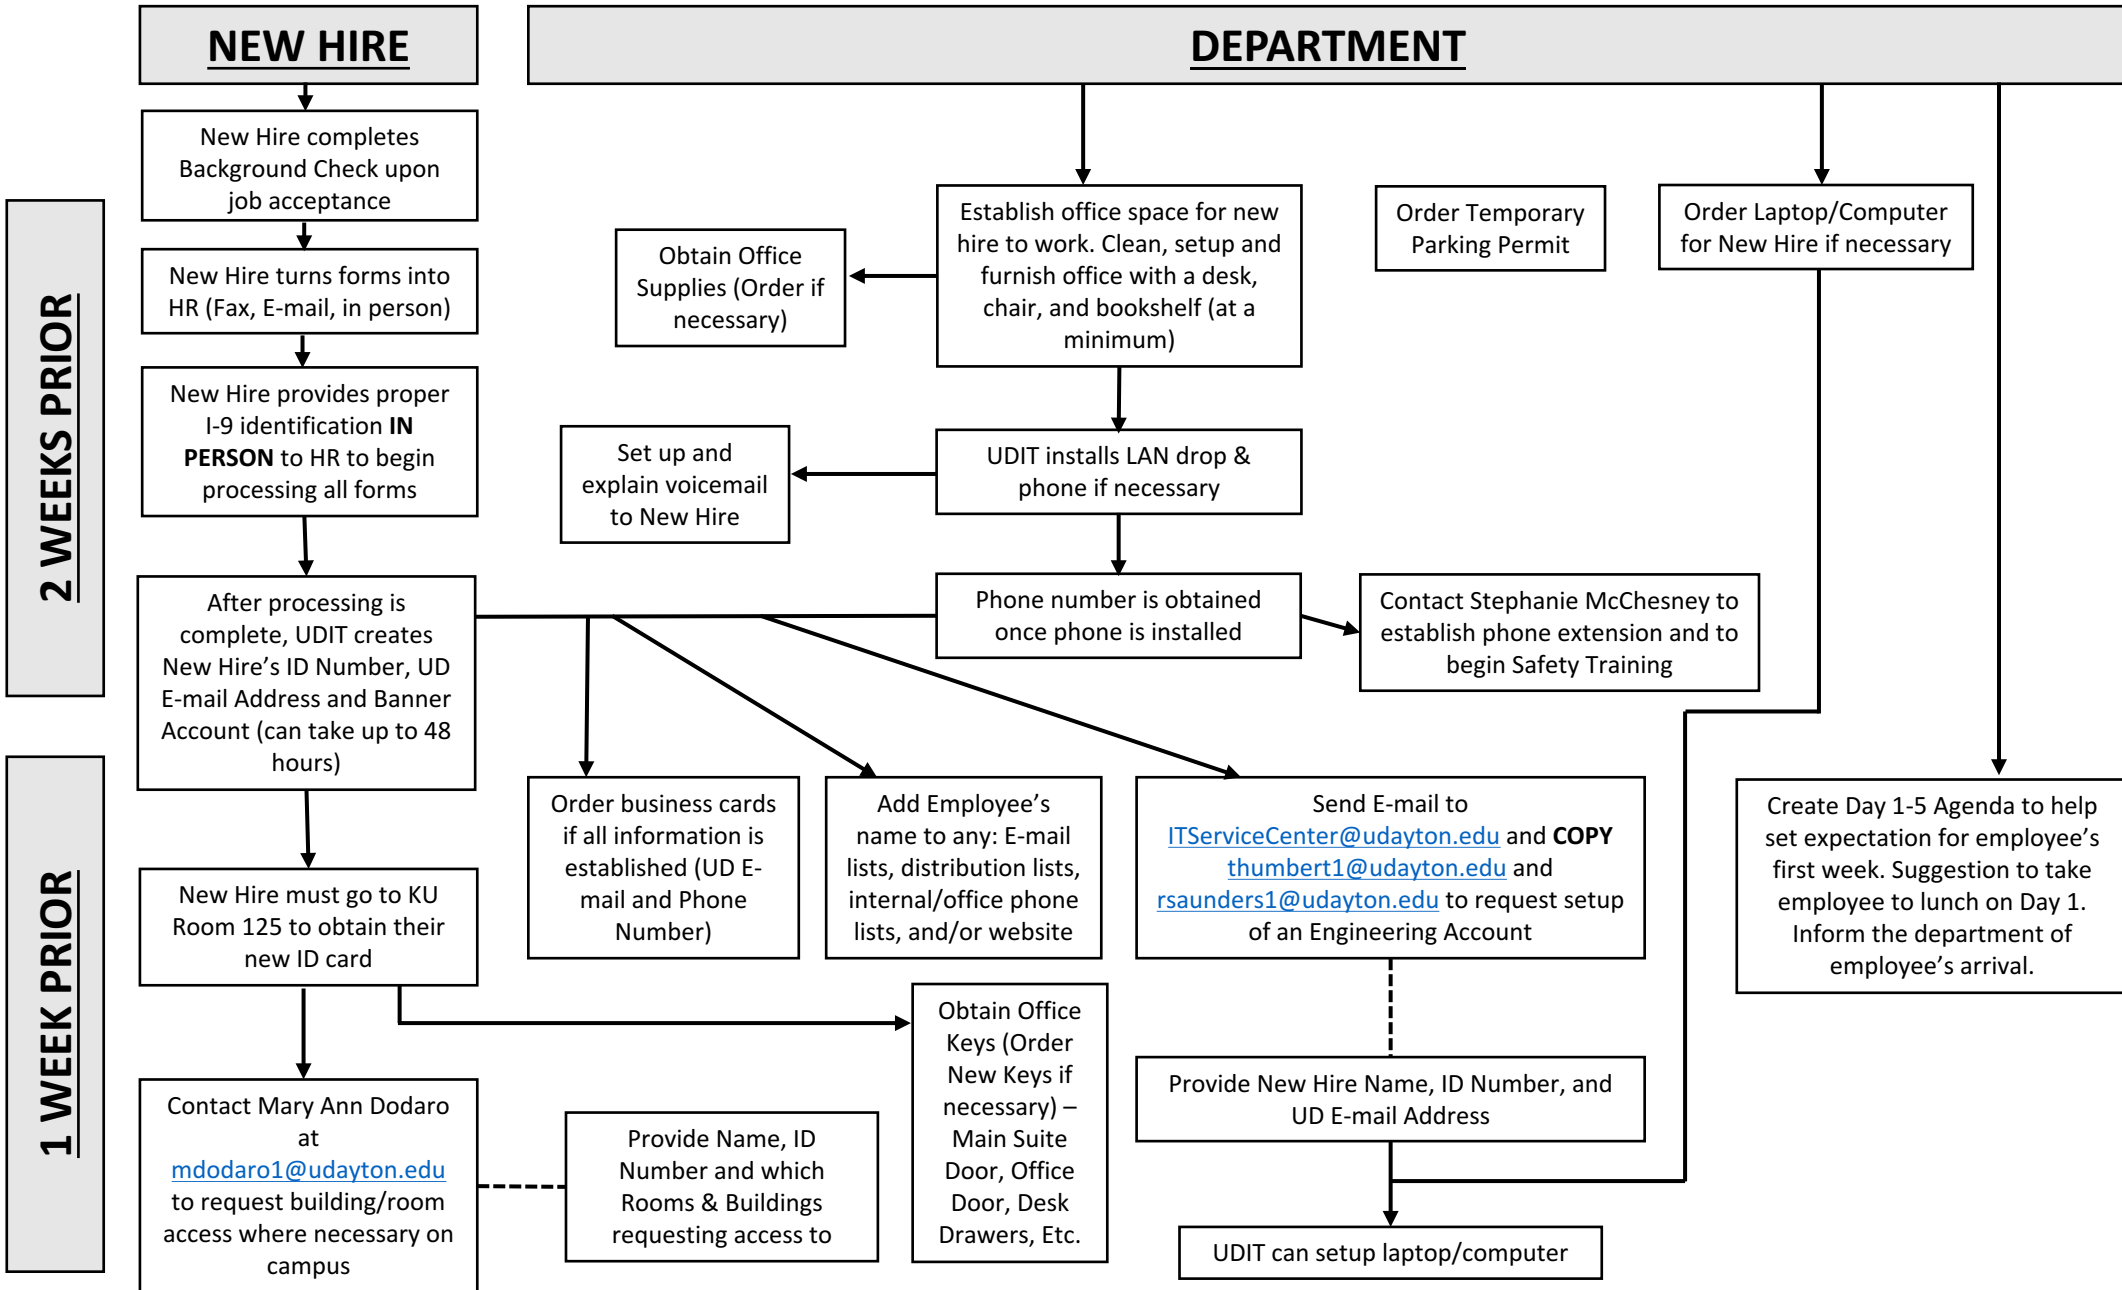 NEW HIRE
DEPARTMENT
2 WEEKS PRIOR
1 WEEK PRIOR
New Hire completes
Background Check upon
job acceptance
New Hire turns forms into
HR (Fax, E-mail, in person)
New Hire provides proper
I-9 identification IN
PERSON to HR to begin
processing all forms
After processing is
complete, UDIT creates
New Hire’s ID Number, UD
E-mail Address and Banner
Account (can take up to 48
hours)
New Hire must go to KU
Room 125 to obtain their
new ID card
Contact Mary Ann Dodaro
at
mdodaro1@udayton.edu
to request building/room
access where necessary on
campus
Provide Name, ID
Number and which
Rooms & Buildings
requesting access to
Obtain Office
Keys (Order
New Keys if
necessary) –
Main Suite
Door, Office
Door, Desk
Drawers, Etc.
Establish office space for new
hire to work. Clean, setup and
furnish office with a desk,
chair, and bookshelf (at a
minimum)
Obtain Office
Supplies (Order if
necessary)
UDIT installs LAN drop &
phone if necessary
Set up and
explain voicemail
to New Hire
Phone number is obtained
once phone is installed
Contact Stephanie McChesney to
establish phone extension and to
begin Safety Training
Order Temporary
Parking Permit
Order Laptop/Computer
for New Hire if necessary
Order business cards
if all information is
established (UD E-
mail and Phone
Number)
Add Employee’s
name to any: E-mail
lists, distribution lists,
internal/office phone
lists, and/or website
Send E-mail to
ITServiceCenter@udayton.edu and COPY
thumbert1@udayton.edu and
rsaunders1@udayton.edu to request setup
of an Engineering Account
Provide New Hire Name, ID Number, and
UD E-mail Address
UDIT can setup laptop/computer
Create Day 1-5 Agenda to help
set expectation for employee’s
first week. Suggestion to take
employee to lunch on Day 1.
Inform the department of
employee’s arrival.